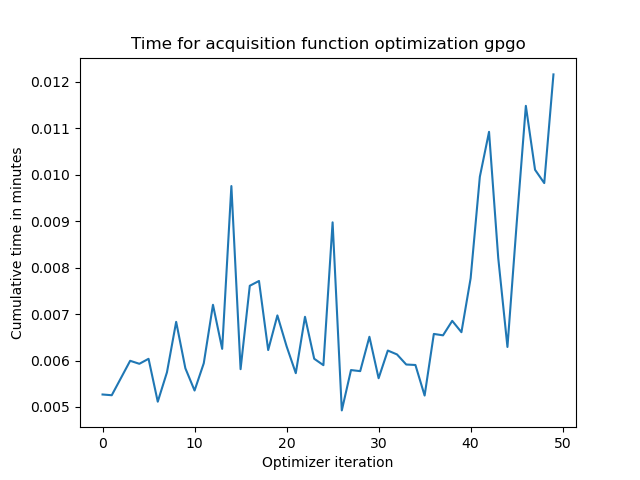 Time for acquisition function optimization gpgo
Cumulative time in minutes
0.012
0.011
0.010
0.009
0.008
0.007
0.006
0.005
0 10 20 30 40 50
Optimizer iteration